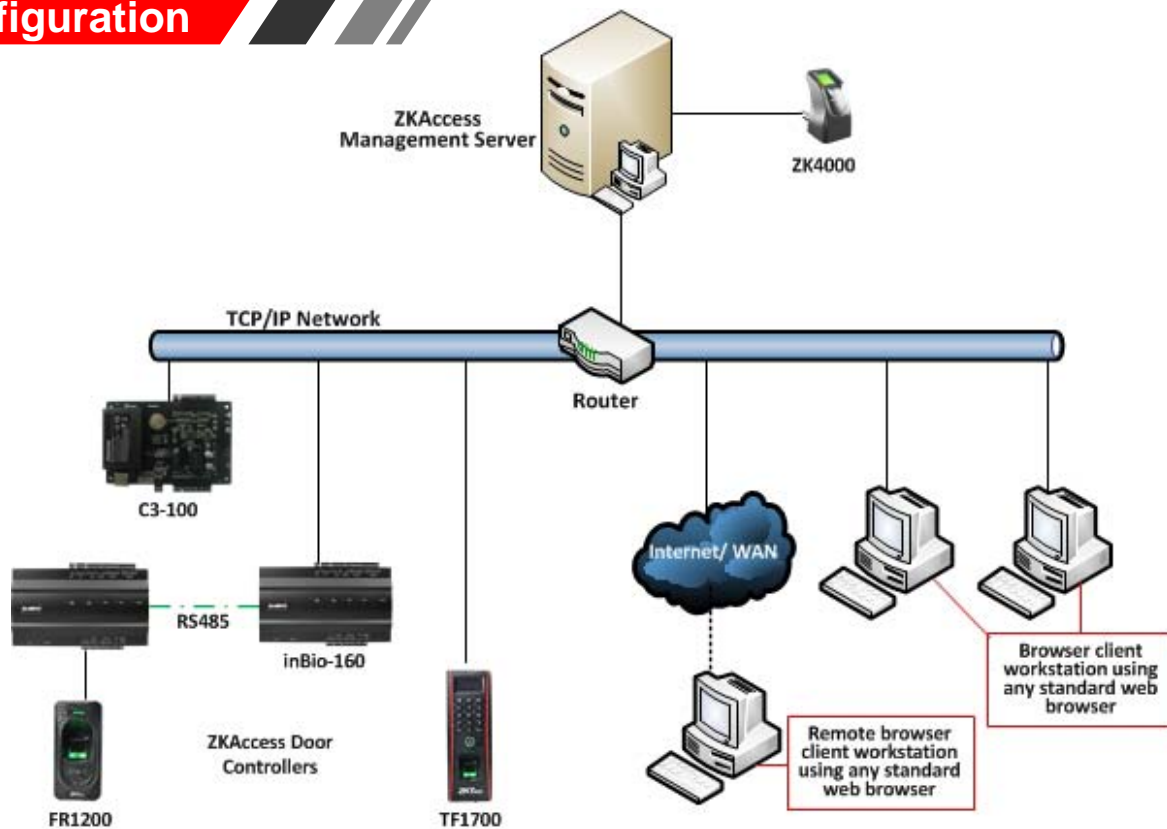 figuration
ZKAccess
Management Server
ZK4000
TCP/IP Network
Router
C3-100
Internet/ WAN
RS485
inBio-160
Browser client
workstation using
any standard web
browser
ZKAccess Door
Controllers
Remote browser
client workstation
using any standard
web browser
FR1200
TF1700